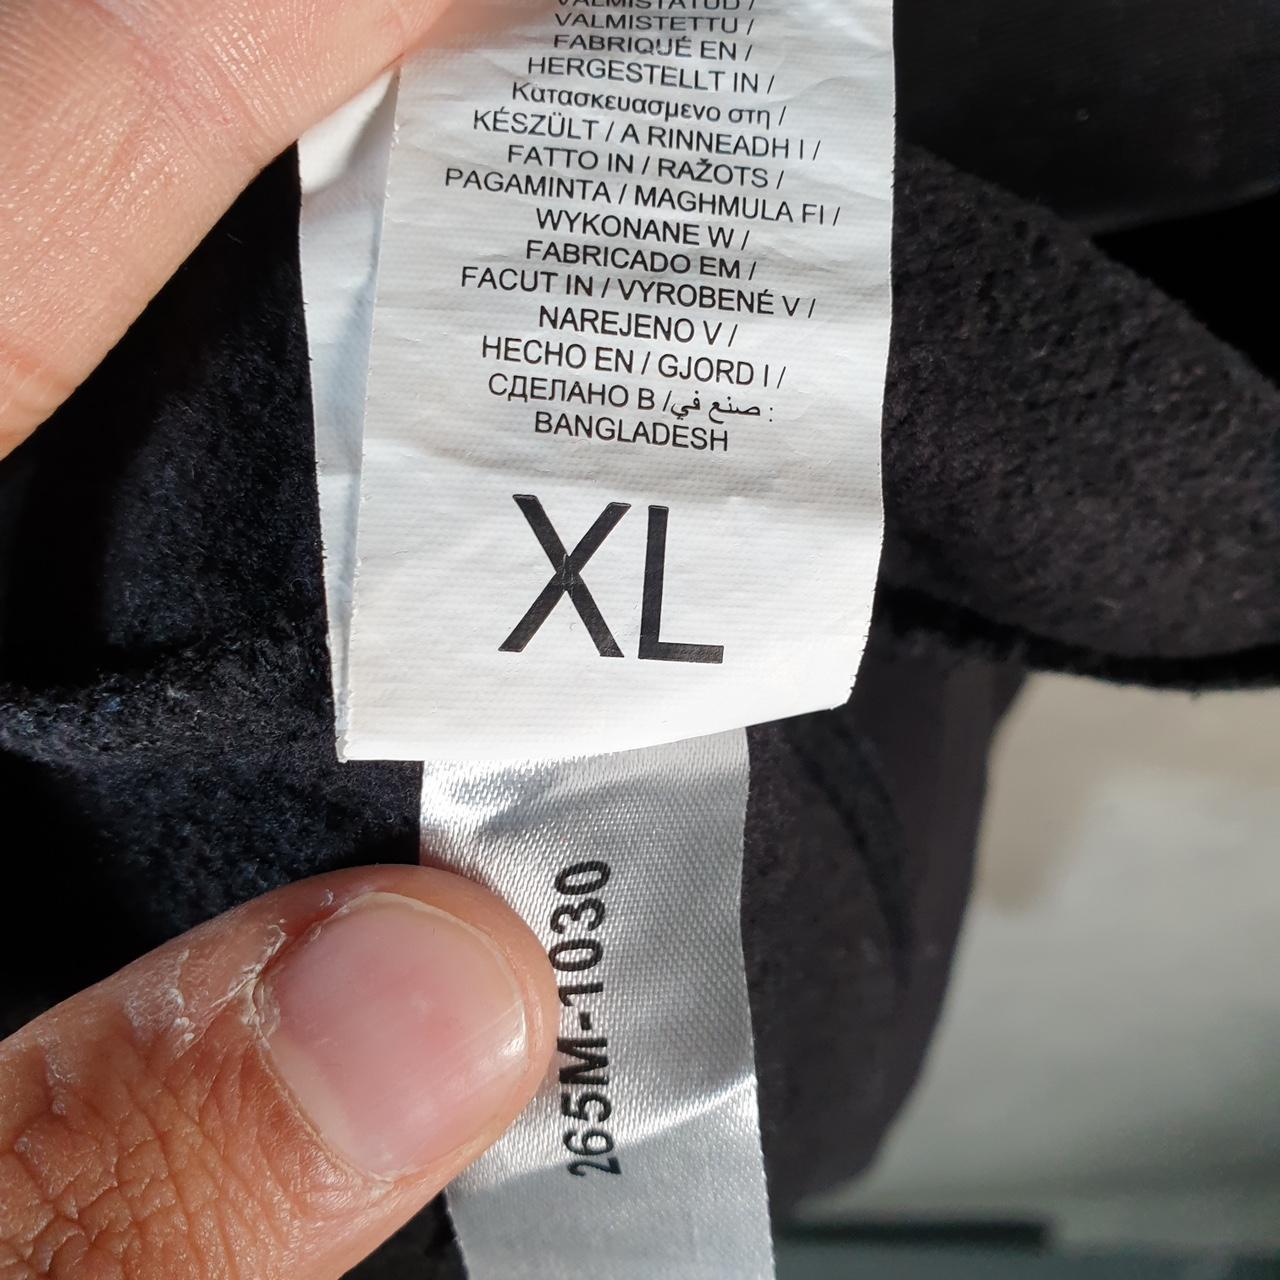 VALMISTATUD /
VALMISTETTU /
FABRIQUÉ EN /
HERGESTELLT IN /
Κατασκευασμενο στη /
KÉSZÜLT / A RINNEADH I /
FATTO IN / RAŽOTS /
PAGAMINTA / MAGHMULA FI /
WYKONANE W /
FABRICADO EM /
FACUT IN / VYROBENÉ V /
NAREJENO V /
HECHO EN / GJORD I /
СДЕЛАНО В / صنع في :
BANGLADESH
XL
265M-1030